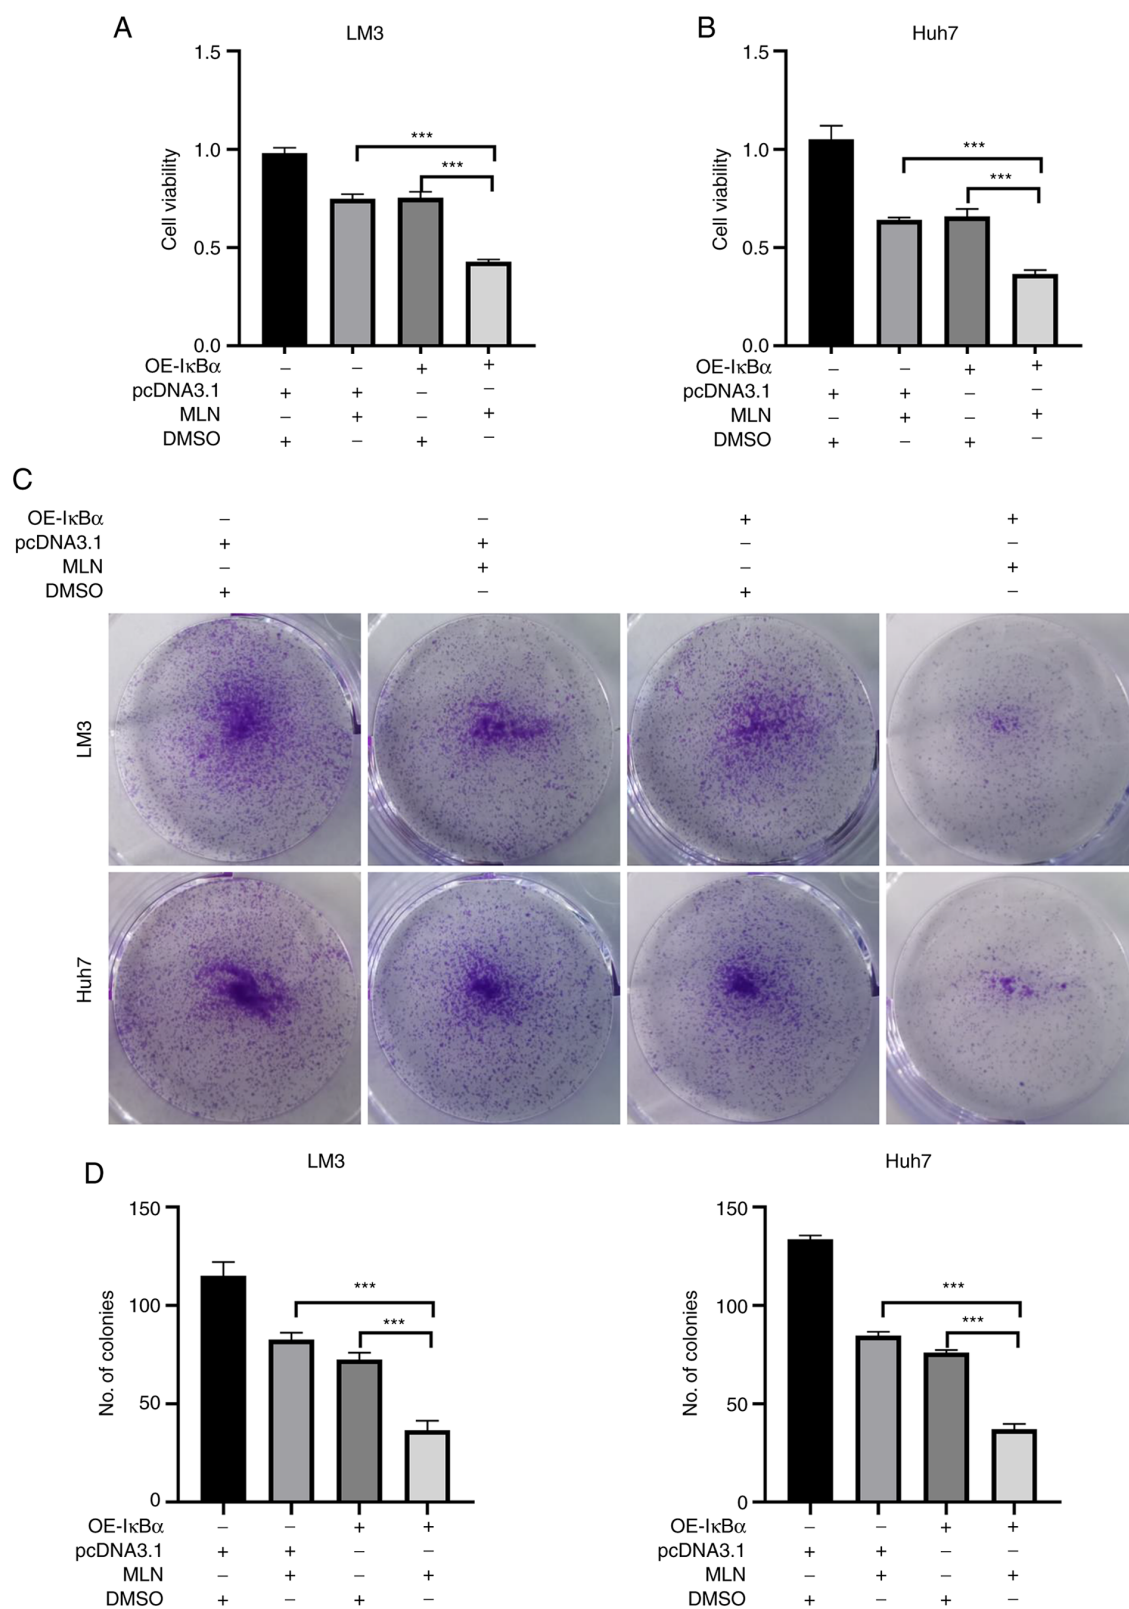 A
LM3
B
Huh7
1.5
1.0
0.5
0.0
Cell viability
***
***
1.5
1.0
0.5
0.0
Cell viability
***
***
OE-IκBα – – + +
pcDNA3.1 + + – –
MLN – + – +
DMSO + – + –
OE-IκBα – – + +
pcDNA3.1 + + – –
MLN – + – +
DMSO + – + –
C
OE-IκBα – – + +
pcDNA3.1 + + – –
MLN – + – +
DMSO + – + –
LM3
Huh7
D
LM3
Huh7
150
100
50
0
No. of colonies
***
***
150
100
50
0
No. of colonies
***
***
OE-IκBα – – + +
pcDNA3.1 + + – –
MLN – + – +
DMSO + – + –
OE-IκBα – – + +
pcDNA3.1 + + – –
MLN – + – +
DMSO + – + –